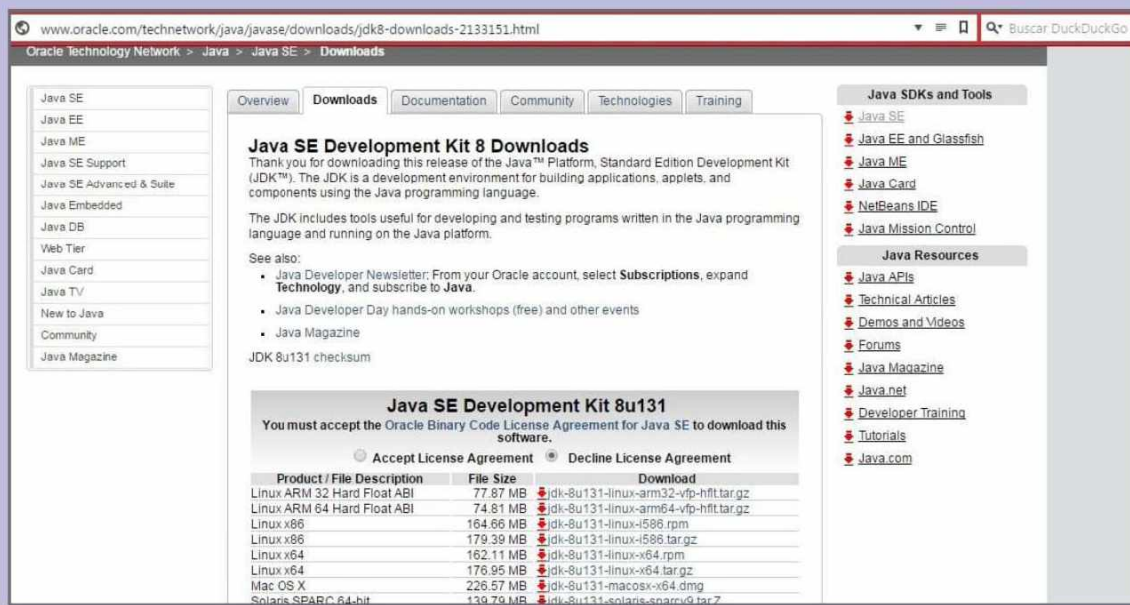 www.oracle.com/technetwork/java/javase/downloads/jdk8-downloads-2133151.html
Buscar DuckDuckGo
Oracle Technology Network > Java > Java SE > Downloads
Java SE
Java EE
Java ME
Java SE Support
Java SE Advanced & Suite
Java Embedded
Java DB
Web Tier
Java Card
Java TV
New to Java
Community
Java Magazine
Overview Downloads Documentation Community Technologies Training
Java SE Development Kit 8 Downloads
Thank you for downloading this release of the Java™ Platform, Standard Edition Development Kit
(JDK™). The JDK is a development environment for building applications, applets, and
components using the Java programming language.
The JDK includes tools useful for developing and testing programs written in the Java programming
language and running on the Java platform.
See also:
Java Developer Newsletter: From your Oracle account, select Subscriptions, expand
Technology, and subscribe to Java.
Java Developer Day hands-on workshops (free) and other events
Java Magazine
JDK 8u131 checksum
Java SE Development Kit 8u131
You must accept the Oracle Binary Code License Agreement for Java SE to download this
software.
Accept License Agreement Decline License Agreement
Product / File Description File Size Download
Linux ARM 32 Hard Float ABI 77.87 MB jdk-8u131-linux-arm32-vfp-hflt.tar.gz
Linux ARM 64 Hard Float ABI 74.81 MB jdk-8u131-linux-arm64-vfp-hflt.tar.gz
Linux x86 164.66 MB jdk-8u131-linux-i586.rpm
Linux x86 179.39 MB jdk-8u131-linux-i586.tar.gz
Linux x64 162.11 MB jdk-8u131-linux-x64.rpm
Linux x64 176.95 MB jdk-8u131-linux-x64.tar.gz
Mac OS X 226.57 MB jdk-8u131-macosx-x64.dmg
Solaris SPARC 64-bit 139.79 MB jdk-8u131-solaris-sparcv9.tar.Z
Java SDKs and Tools
Java SE
Java EE and Glassfish
Java ME
Java Card
NetBeans IDE
Java Mission Control
Java Resources
Java APIs
Technical Articles
Demos and Videos
Forums
Java Magazine
Java.net
Developer Training
Tutorials
Java.com